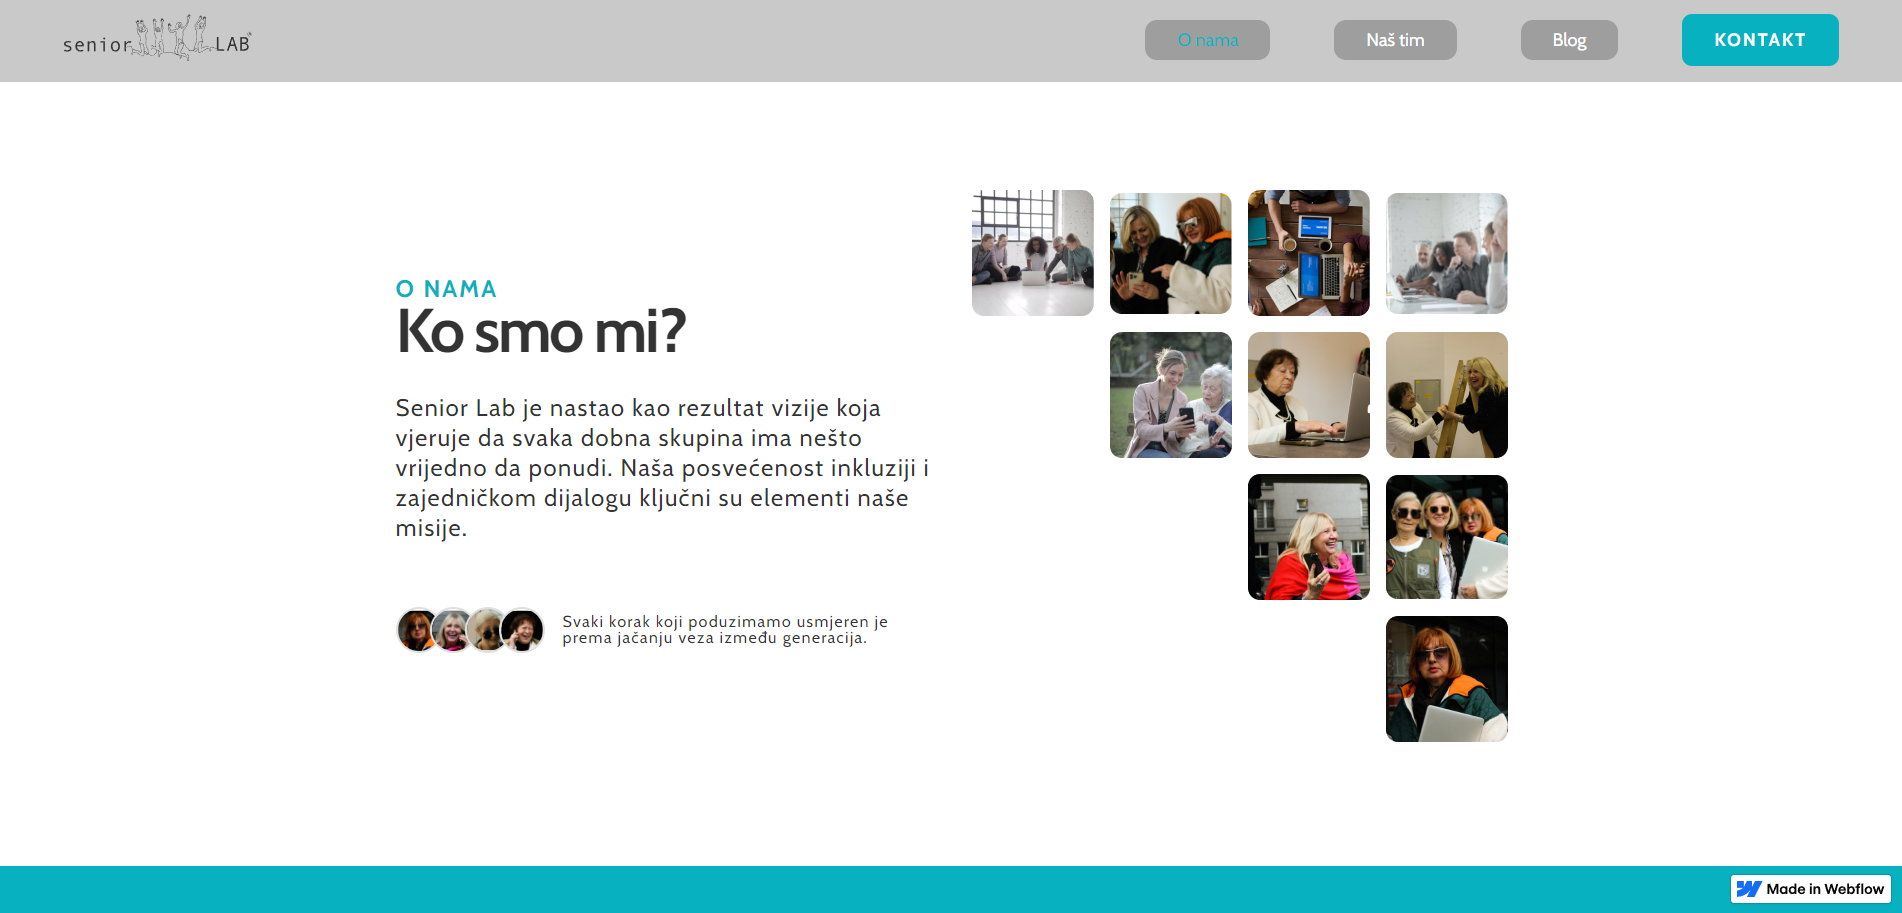 senior LAB
O nama
Naš tim
Blog
KONTAKT
O NAMA
Ko smo mi?
Senior Lab je nastao kao rezultat vizije koja
vjeruje da svaka dobna skupina ima nešto
vrijedno da ponudi. Naša posvećenost inkluziji i
zajedničkom dijalogu ključni su elementi naše
misije.
Svaki korak koji poduzimamo usmjeren je
prema jačanju veza između generacija.
Made in Webflow